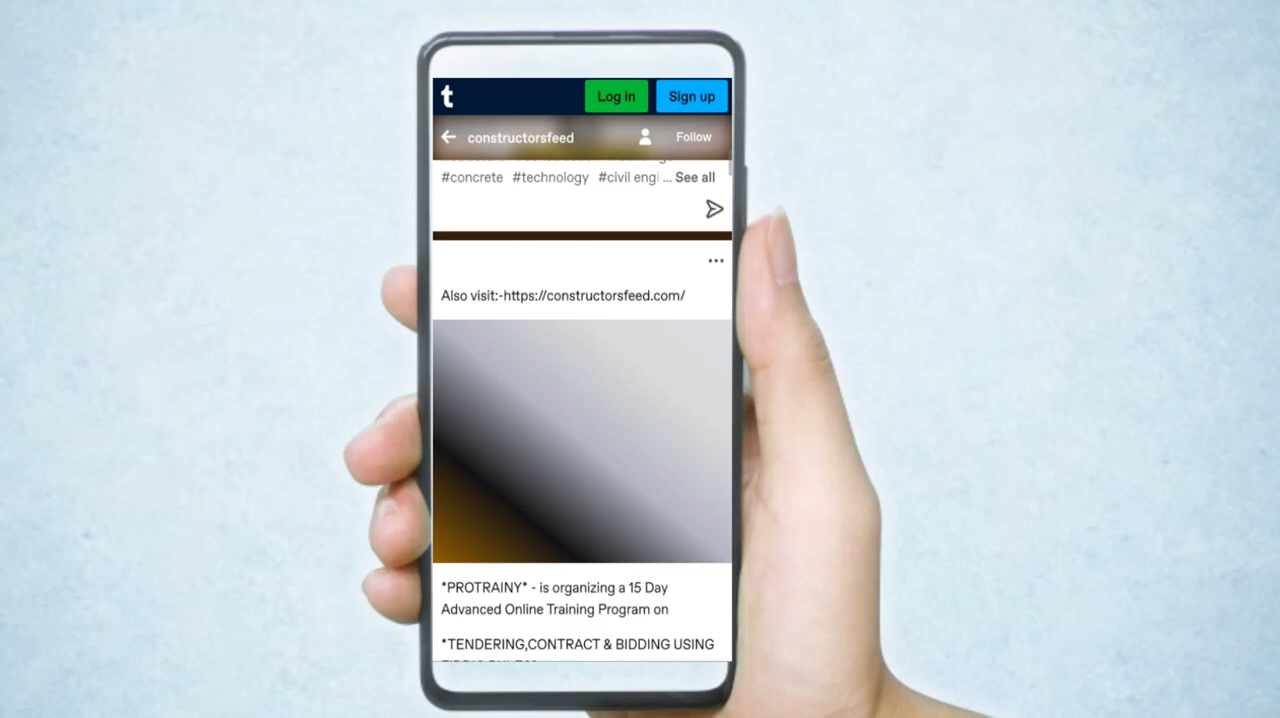 t
Log in
Sign up
constructorsfeed
Follow
#concrete #technology #civil engi ... See all
Also visit:-https://constructorsfeed.com/
*PROTRAINY* - is organizing a 15 Day
Advanced Online Training Program on
*TENDERING,CONTRACT & BIDDING USING